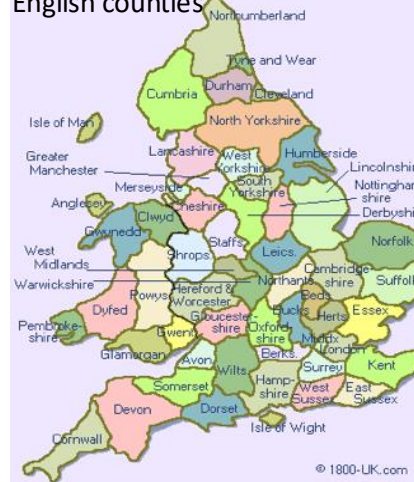 English counties
Northumberland
Tyne and Wear
Durham
Cleveland
Cumbria
Isle of Man
North Yorkshire
Lancashire
West
Yorkshire
Humberside
Greater
Manchester
Merseyside
South
Yorkshire
Lincolnshire
Nottingham
shire
Derbyshi
Anglesey
Clwyd
Cheshire
Gwynedd
Staffs.
Shrops.
Leics.
Norfolk
West
Midlands
Warwickshire
Powys
Hereford &
Worcester
Northants.
Cambridge-
shire
Suffolk
Dyfed
Pembroke-
shire
Gwent
Gloucester-
shire
Oxford-
shire
Bucks.
Beds.
Herts
Essex
Glamorgan
Avon
Wilts.
Berks.
Middx
London
Surrey
Kent
Somerset
Hamp-
shire
West
Sussex
East
Sussex
Devon
Dorset
Isle of Wight
Cornwall
© 1800-UK.com